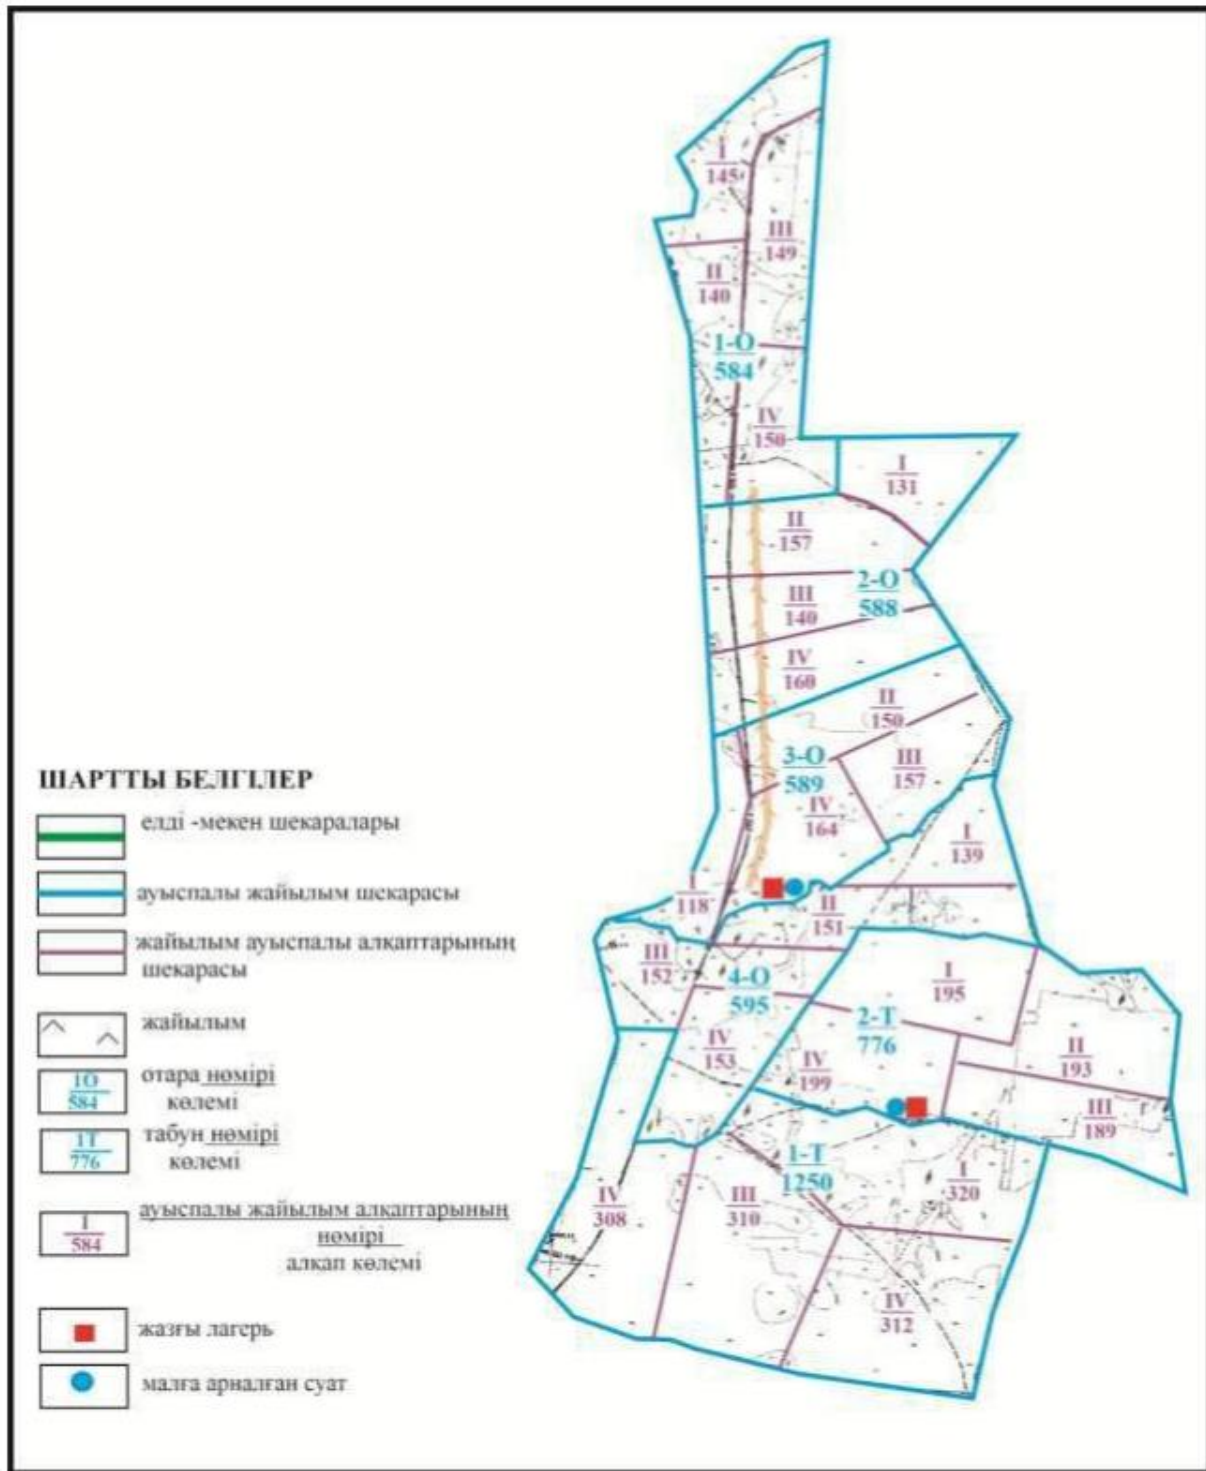 I
145
III
149
II
140
1-О
584
IV
150
I
131
II
157
2-О
588
III
140
IV
160
II
150
3-О
589
III
157
IV
164
I
139
I
118
II
151
III
152
4-О
595
I
195
2-Т
776
IV
153
IV
199
II
193
III
189
1-Т
1250
I
320
IV
308
III
310
IV
312
ШАРТТЫ БЕЛГІЛЕР
елді -мекен шекаралары
ауыспалы жайылым шекарасы
жайылым ауыспалы алқаптарының
шекарасы
жайылым
1О
584
отара нөмірі
көлемі
1Т
776
табун нөмірі
көлемі
I
584
ауыспалы жайылым алқаптарының
нөмірі
алқап көлемі
жазғы лагерь
малға арналған суат